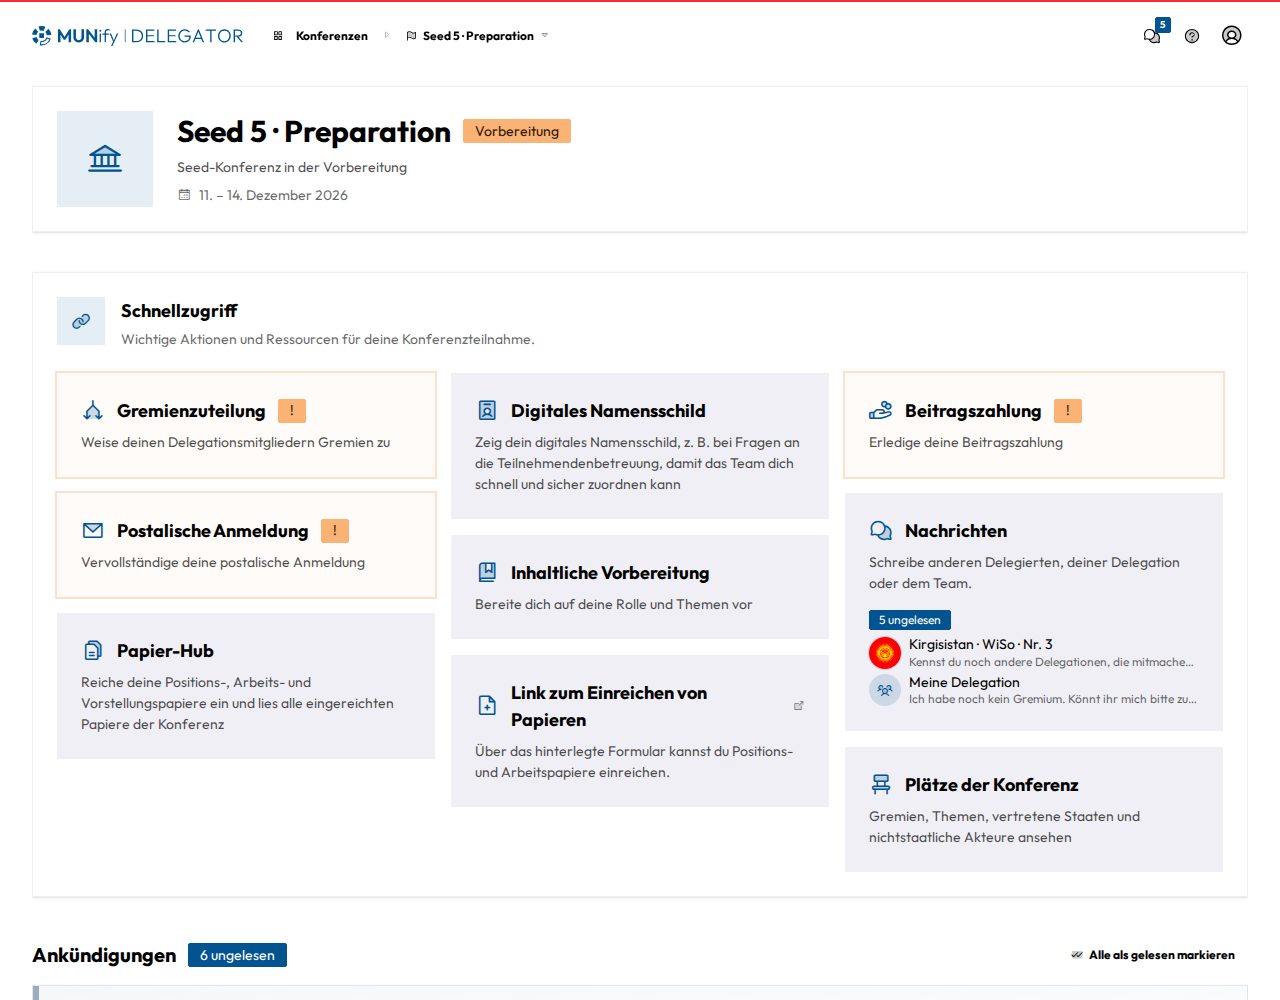 MUNify | DELEGATOR
Konferenzen
Seed 5 · Preparation
5
Seed 5 · Preparation
Vorbereitung
Seed-Konferenz in der Vorbereitung
11. – 14. Dezember 2026
Schnellzugriff
Wichtige Aktionen und Ressourcen für deine Konferenzteilnahme.
Gremienzuteilung
!
Weise deinen Delegationsmitgliedern Gremien zu
Postalische Anmeldung
!
Vervollständige deine postalische Anmeldung
Papier-Hub
Reiche deine Positions-, Arbeits- und
Vorstellungspapiere ein und lies alle eingereichten
Papiere der Konferenz
Digitales Namensschild
Zeig dein digitales Namensschild, z. B. bei Fragen an
die Teilnehmendenbetreuung, damit das Team dich
schnell und sicher zuordnen kann
Inhaltliche Vorbereitung
Bereite dich auf deine Rolle und Themen vor
Link zum Einreichen von
Papieren
Über das hinterlegte Formular kannst du Positions-
und Arbeitspapiere einreichen.
Beitragszahlung
!
Erledige deine Beitragszahlung
Nachrichten
Schreibe anderen Delegierten, deiner Delegation
oder dem Team.
5 ungelesen
Kirgisistan · WiSo · Nr. 3
Kennst du noch andere Delegationen, die mitmache...
Meine Delegation
Ich habe noch kein Gremium. Könnt ihr mich bitte zu...
Plätze der Konferenz
Gremien, Themen, vertretene Staaten und
nichtstaatliche Akteure ansehen
Ankündigungen
6 ungelesen
Alle als gelesen markieren